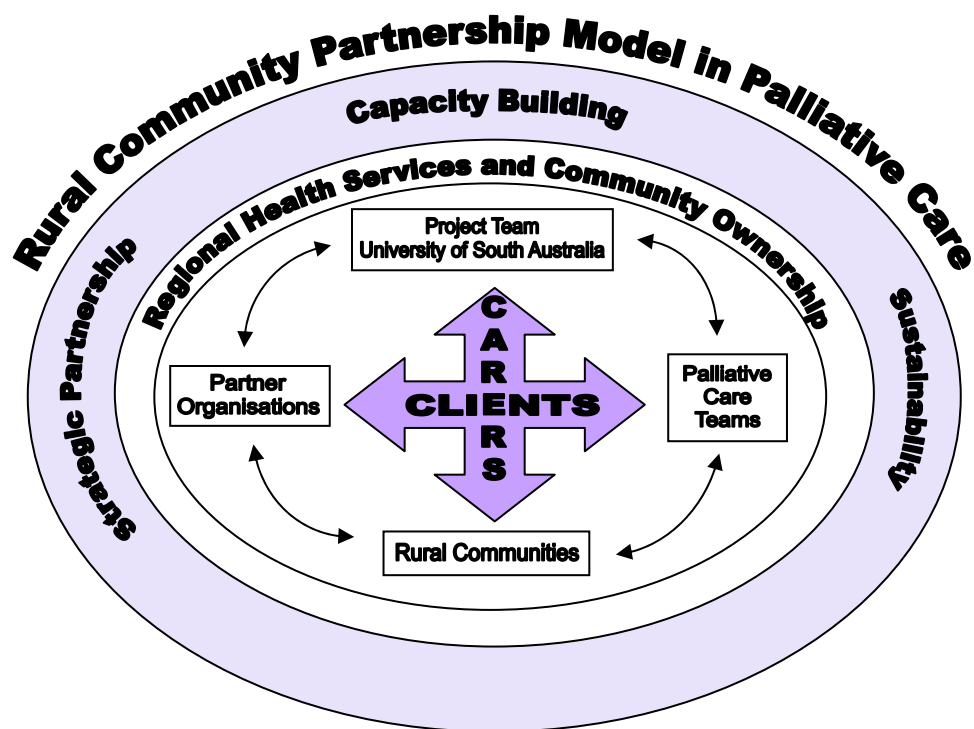 Rural Community Partnership Model in Palliative Care
Capacity Building
Strategic Partnership
Sustainability
Regional Health Services and Community Ownership
Project Team
University of South Australia
Partner
Organisations
CARERS
CLIENTS
Palliative
Care
Teams
Rural Communities